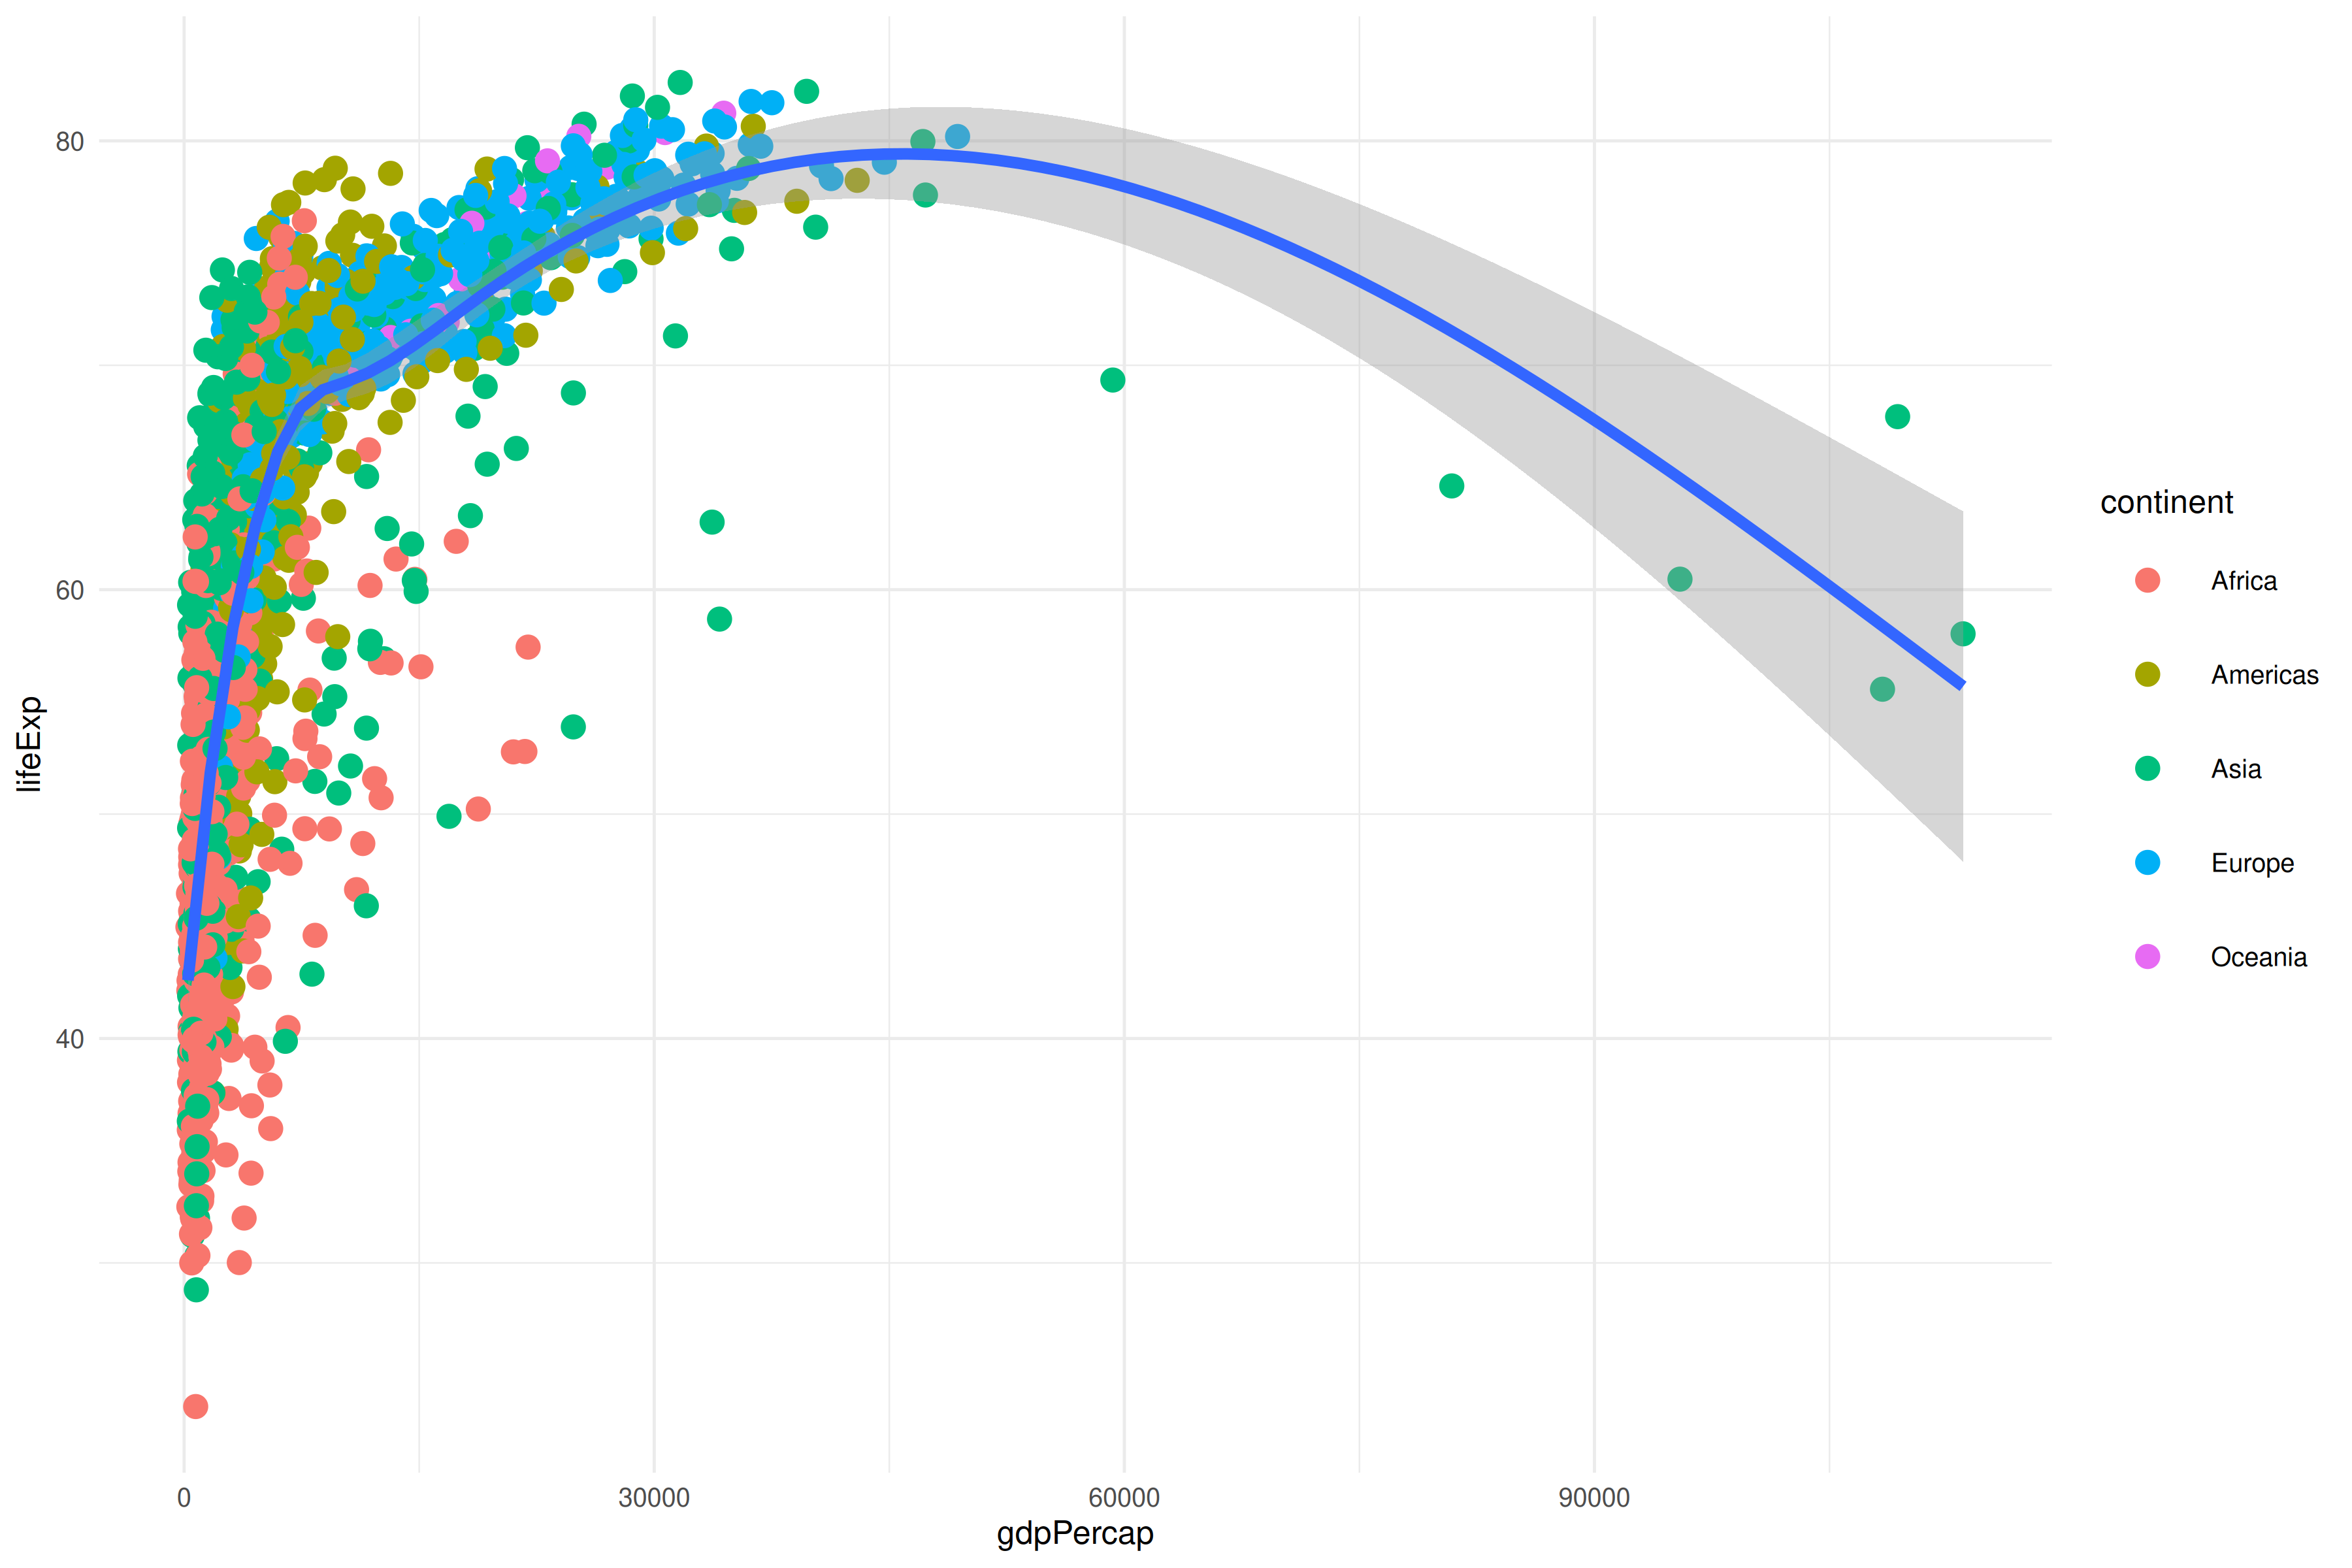 80
60
40
lifeExp
0
30000
60000
90000
gdpPercap
continent
Africa
Americas
Asia
Europe
Oceania